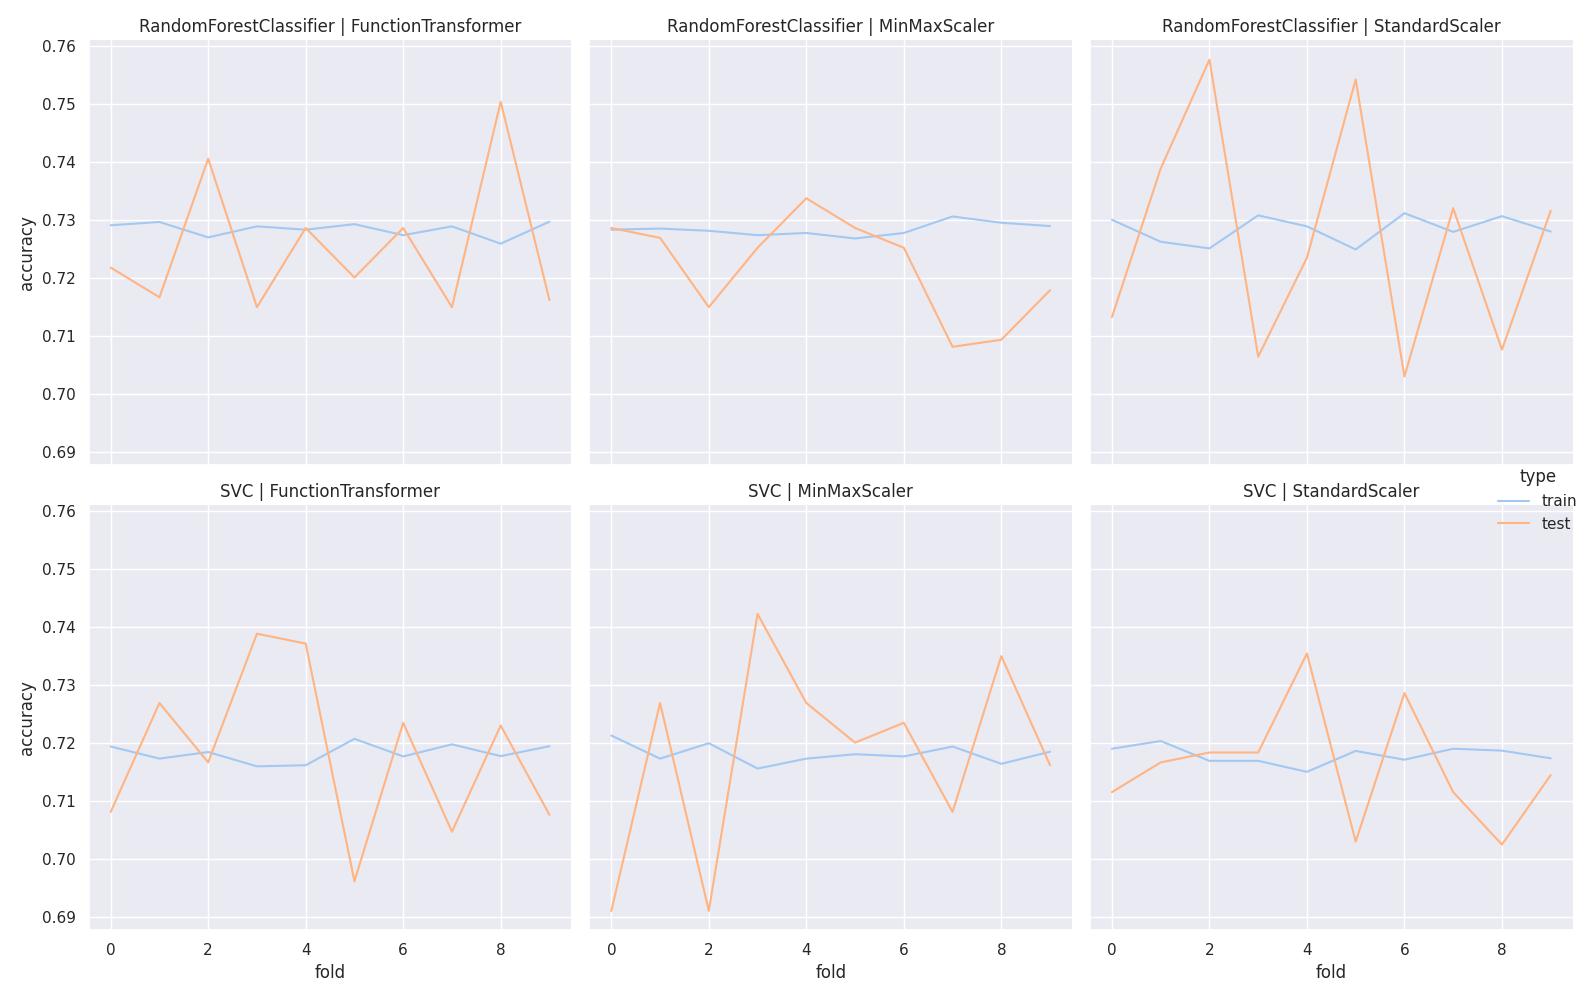 RandomForestClassifier | FunctionTransformer
RandomForestClassifier | MinMaxScaler
RandomForestClassifier | StandardScaler
0.76
0.75
0.74
0.73
0.72
0.71
0.70
0.69
accuracy
SVC | FunctionTransformer
SVC | MinMaxScaler
SVC | StandardScaler
type
train
test
0.76
0.75
0.74
0.73
0.72
0.71
0.70
0.69
accuracy
0 2 4 6 8
0 2 4 6 8
0 2 4 6 8
fold
fold
fold